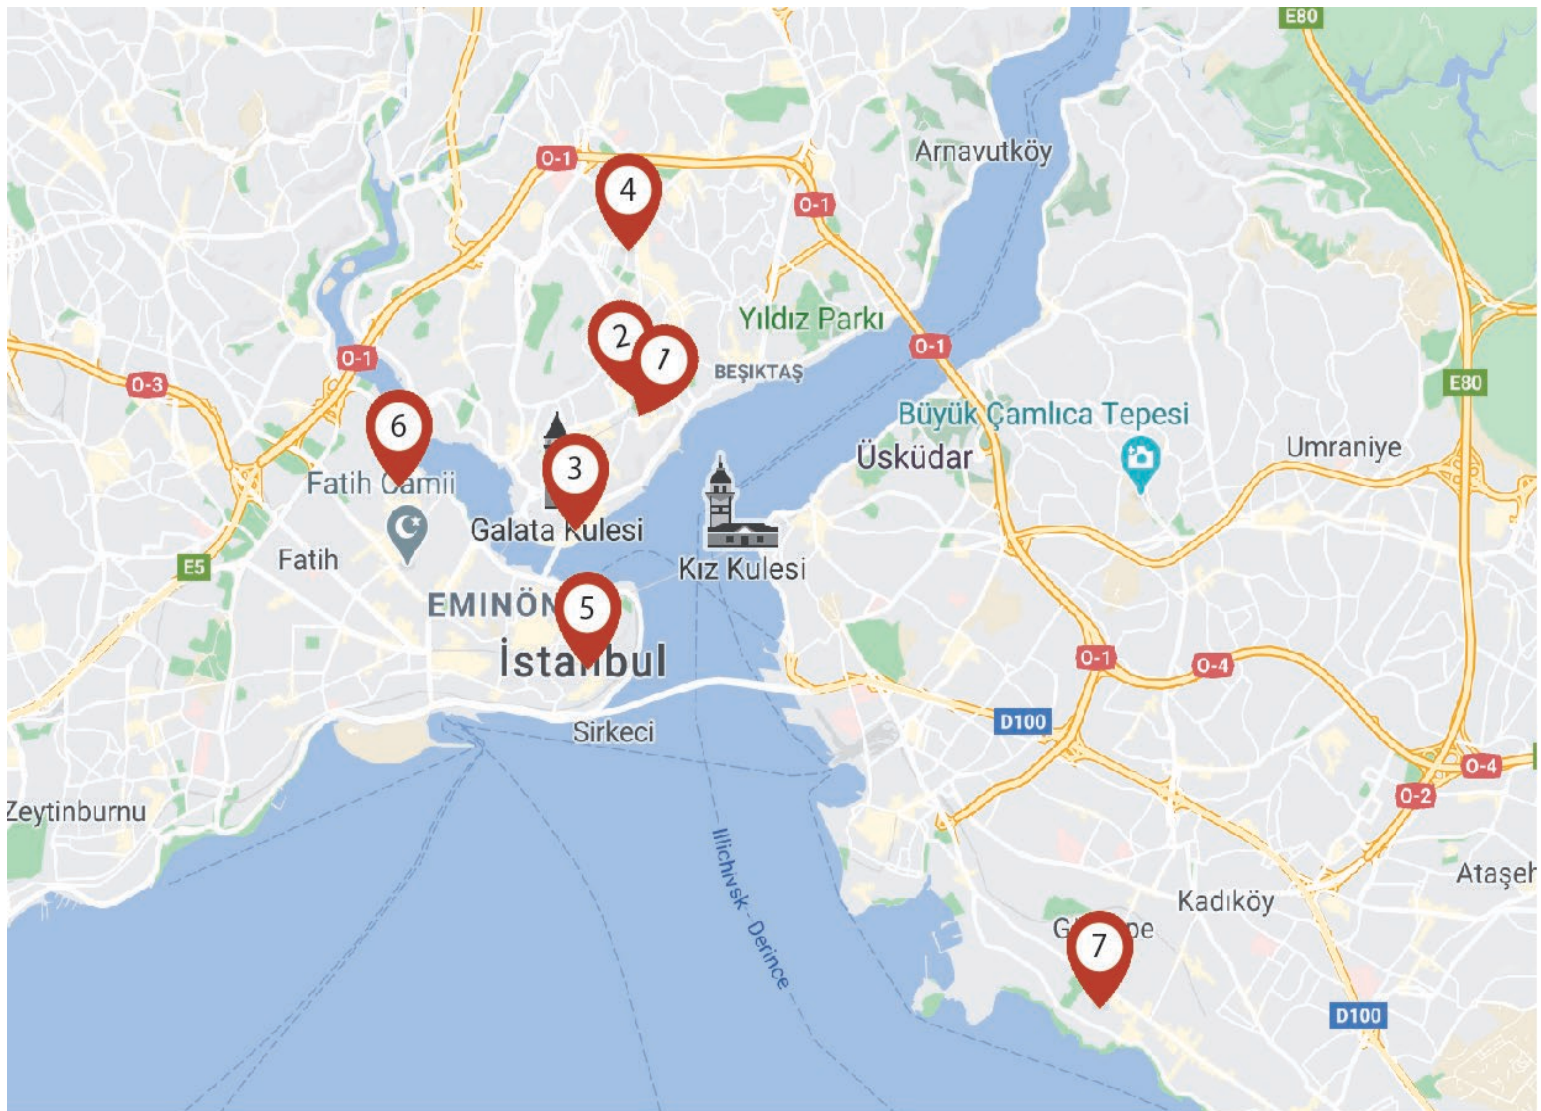 E80
Arnavutköy
O-1
4
O-1
Yıldız Parkı
2
1
O-1
O-1
BEŞIKTAŞ
O-3
E80
6
Büyük Çamlıca Tepesi
Umraniye
3
Üsküdar
Fatih Camii
Galata Kulesi
Fatih
E5
Kız Kulesi
EMINÖN
5
İstanbul
O-1
O-4
D100
Sirkeci
O-4
O-2
Zeytinburnu
Illichivsk - Derince
Ataşeh
Kadıköy
7
D100